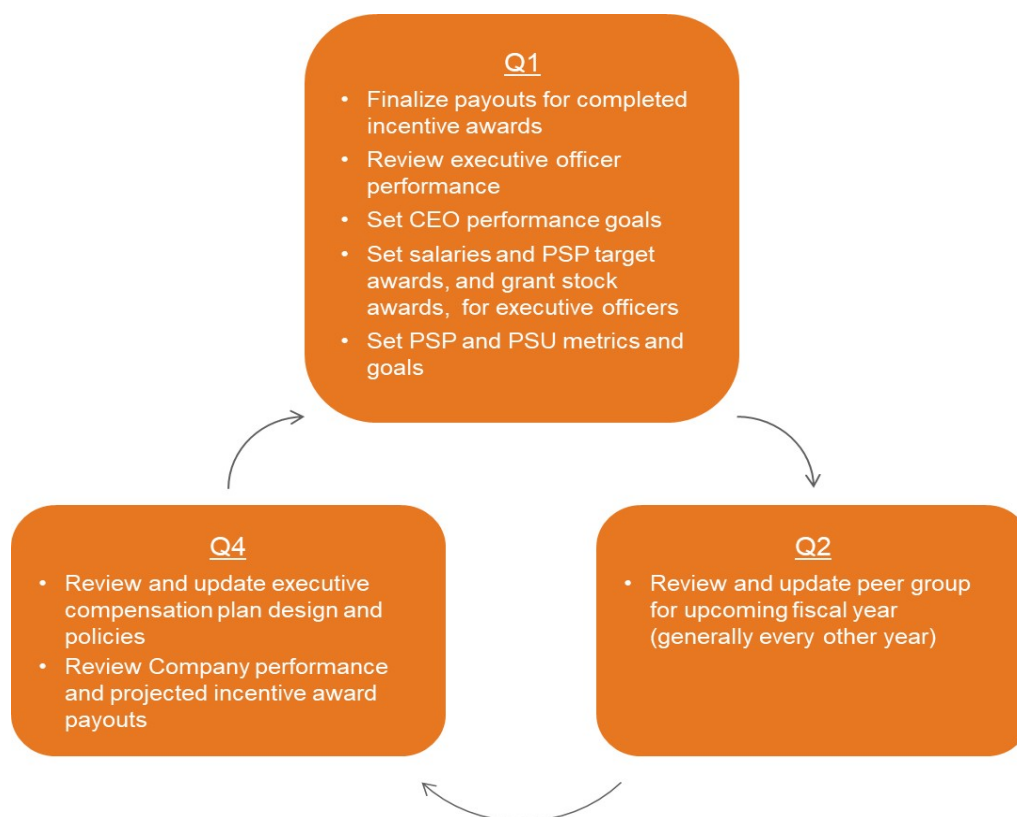 Q1
• Finalize payouts for completed
incentive awards
• Review executive officer
performance
• Set CEO performance goals
• Set salaries and PSP target
awards, and grant stock
awards, for executive officers
• Set PSP and PSU metrics and
goals
Q4
• Review and update executive
compensation plan design and
policies
• Review Company performance
and projected incentive award
payouts
Q2
• Review and update peer group
for upcoming fiscal year
(generally every other year)